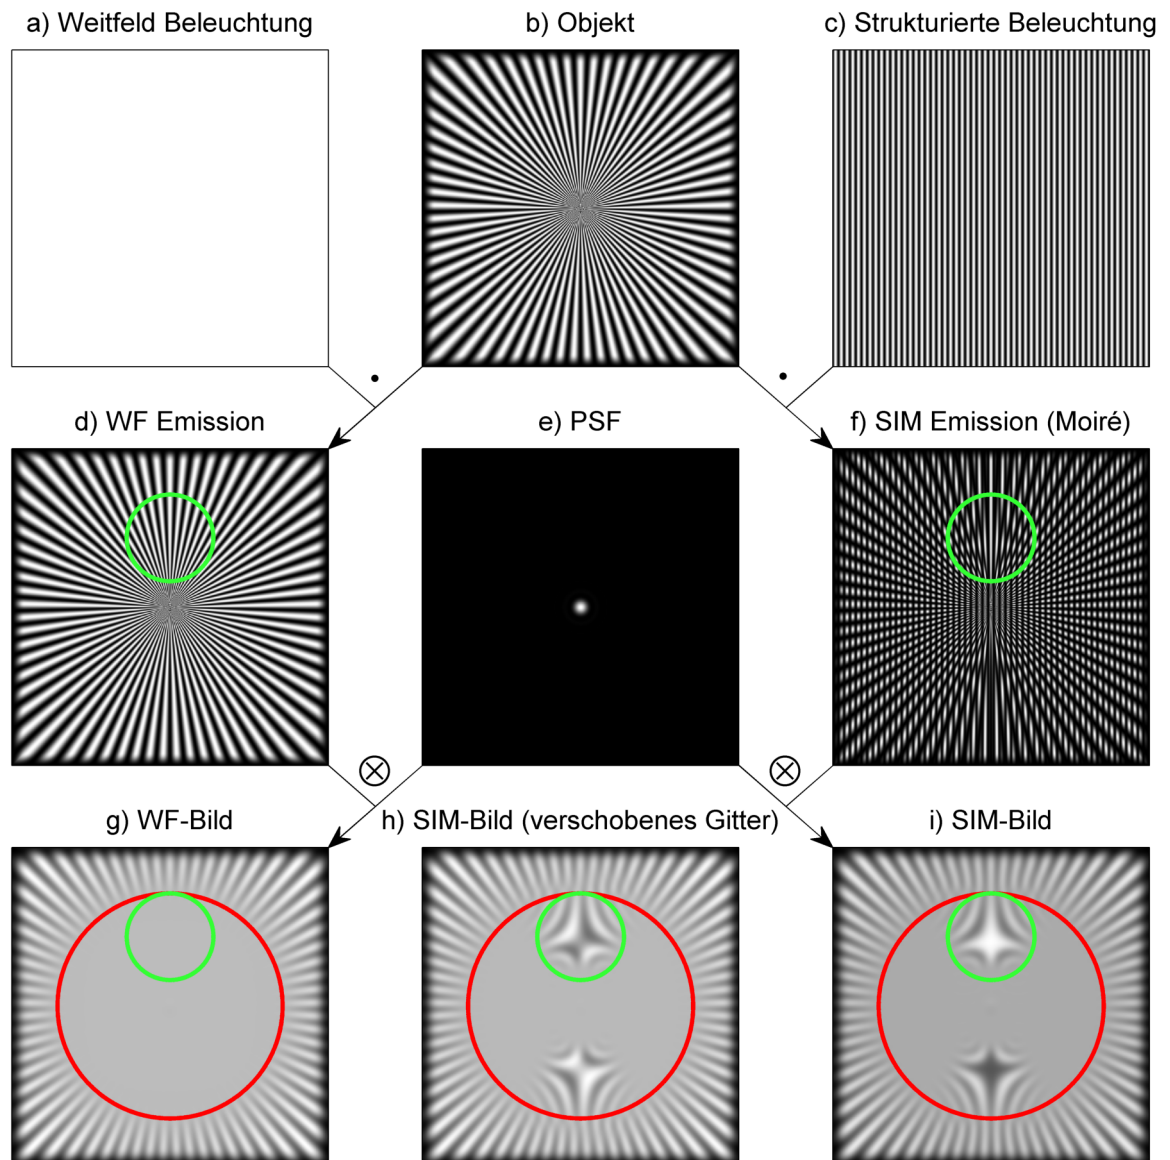 a) Weitfeld Beleuchtung
b) Objekt
c) Strukturierte Beleuchtung
d) WF Emission
e) PSF
f) SIM Emission (Moiré)
g) WF-Bild
h) SIM-Bild (verschobenes Gitter)
i) SIM-Bild